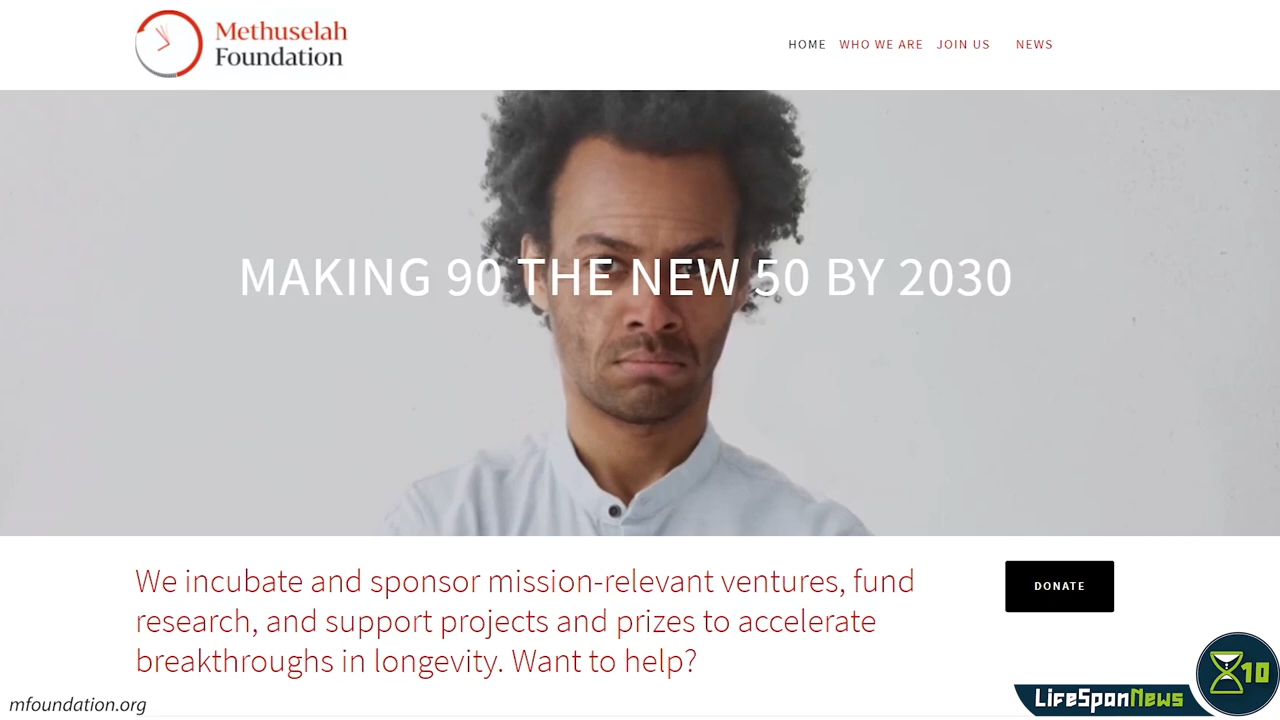 Methuselah
Foundation
HOME WHO WE ARE JOIN US NEWS
MAKING 90 THE NEW 50 BY 2030
We incubate and sponsor mission-relevant ventures, fund
research, and support projects and prizes to accelerate
breakthroughs in longevity. Want to help?
DONATE
mfoundation.org
LifeSpanNews
10